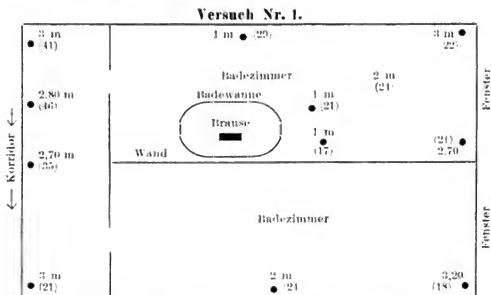 Versuch Nr. 1.
3 m
(41)
1 m (29)
3 m
22)
Badezimmer
2 m
(24)
Badewanne
2,80 m
(46)
1 m
(21)
Brause
1 m
(17)
(21)
2,70
Wand
2,70 m
(35)
Korridor
Fenster
Badezimmer
Fenster
3 m
(21)
2 m
(24
3,20
(18)